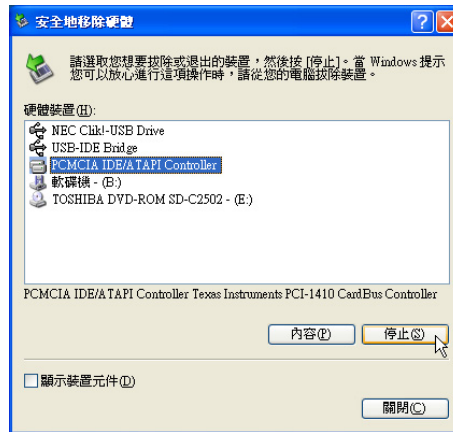 安全地移除硬體
請選取您想要拔除或退出的裝置，然後按 [停止]。當 Windows 提示
您可以放心進行這項操作時，請從您的電腦拔除裝置。
硬體裝置(H):
NEC Clik!-USB Drive
USB-IDE Bridge
PCMCIA IDE/ATAPI Controller
軟碟機 - (B:)
TOSHIBA DVD-ROM SD-C2502 - (E:)
PCMCIA IDE/ATAPI Controller Texas Instruments PCI-1410 CardBus Controller
內容(P)
停止(S)
顯示裝置元件(D)
關閉(C)